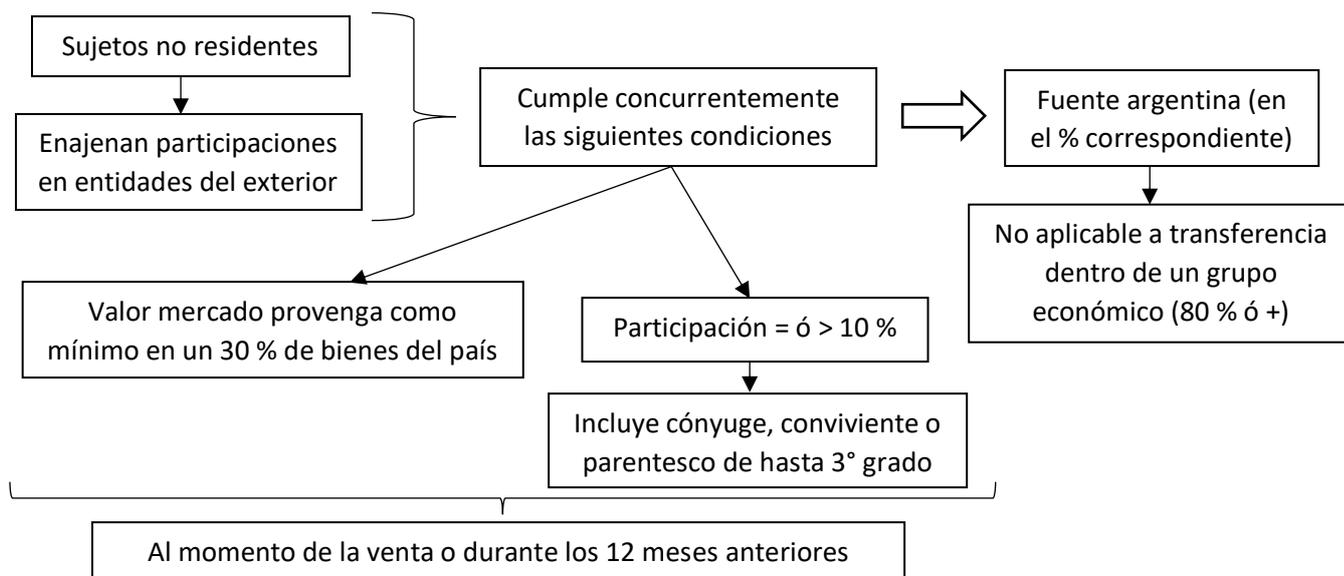 Sujetos no residentes
Enajenan participaciones
en entidades del exterior
Cumple concurrentemente
las siguientes condiciones
Fuente argentina (en
el % correspondiente)
No aplicable a transferencia
dentro de un grupo
económico (80 % ó +)
Valor mercado provenga como
mínimo en un 30 % de bienes del país
Participación = ó > 10 %
Incluye cónyuge, conviviente o
parentesco de hasta 3° grado
Al momento de la venta o durante los 12 meses anteriores